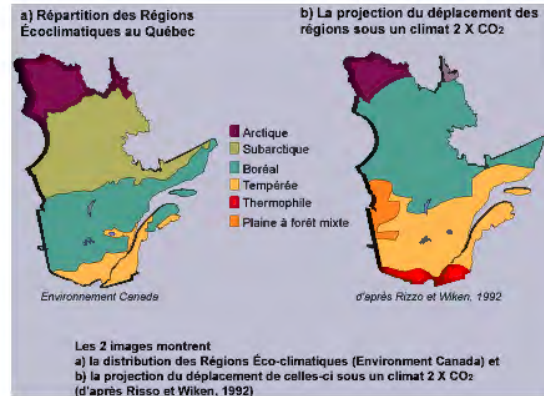 a) Répartition des Régions
Écoclimatiques au Québec
b) La projection du déplacement des
régions sous un climat 2 X CO₂
Arctique
Subarctique
Boréal
Tempérée
Thermophile
Plaine à forêt mixte
Environnement Canada
d'après Rizzo et Wiken, 1992
Les 2 images montrent
a) la distribution des Régions Éco-climatiques (Environment Canada) et
b) la projection du déplacement de celles-ci sous un climat 2 X CO₂
(d'après Risso et Wiken, 1992)